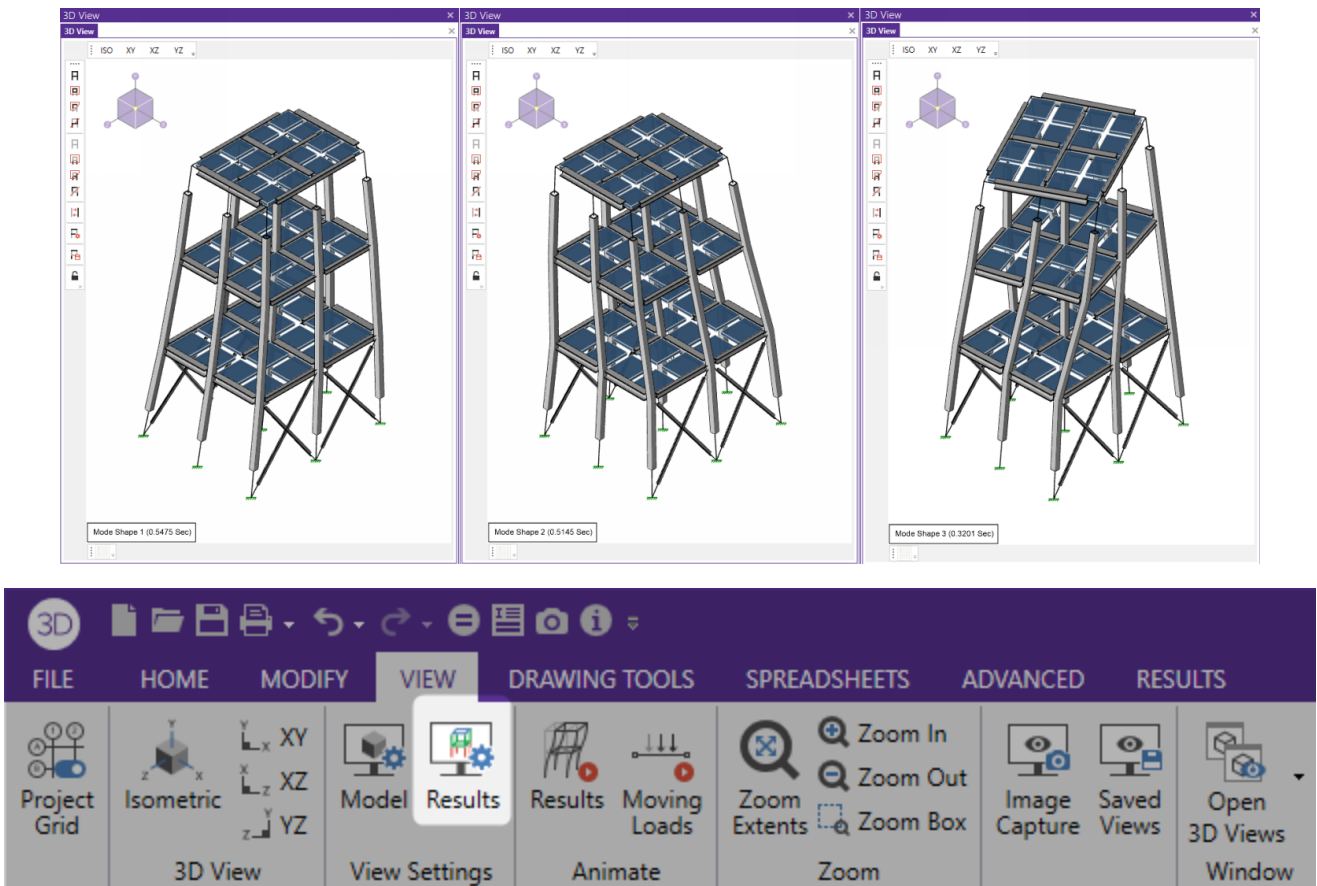 3D View × 3D View × 3D View ×
3D View × 3D View × 3D View ×
ISO XY XZ YZ ISO XY XZ YZ ISO XY XZ YZ
Mode Shape 1 (0.5475 Sec) Mode Shape 2 (0.5145 Sec) Mode Shape 3 (0.3201 Sec)
3D
FILE HOME MODIFY VIEW DRAWING TOOLS SPREADSHEETS ADVANCED RESULTS
Project Grid
Isometric
XY
XZ
YZ
3D View
Model
Results
View Settings
Results
Moving Loads
Animate
Zoom Extents
Zoom In
Zoom Out
Zoom Box
Zoom
Image Capture
Saved Views
Open 3D Views
Window